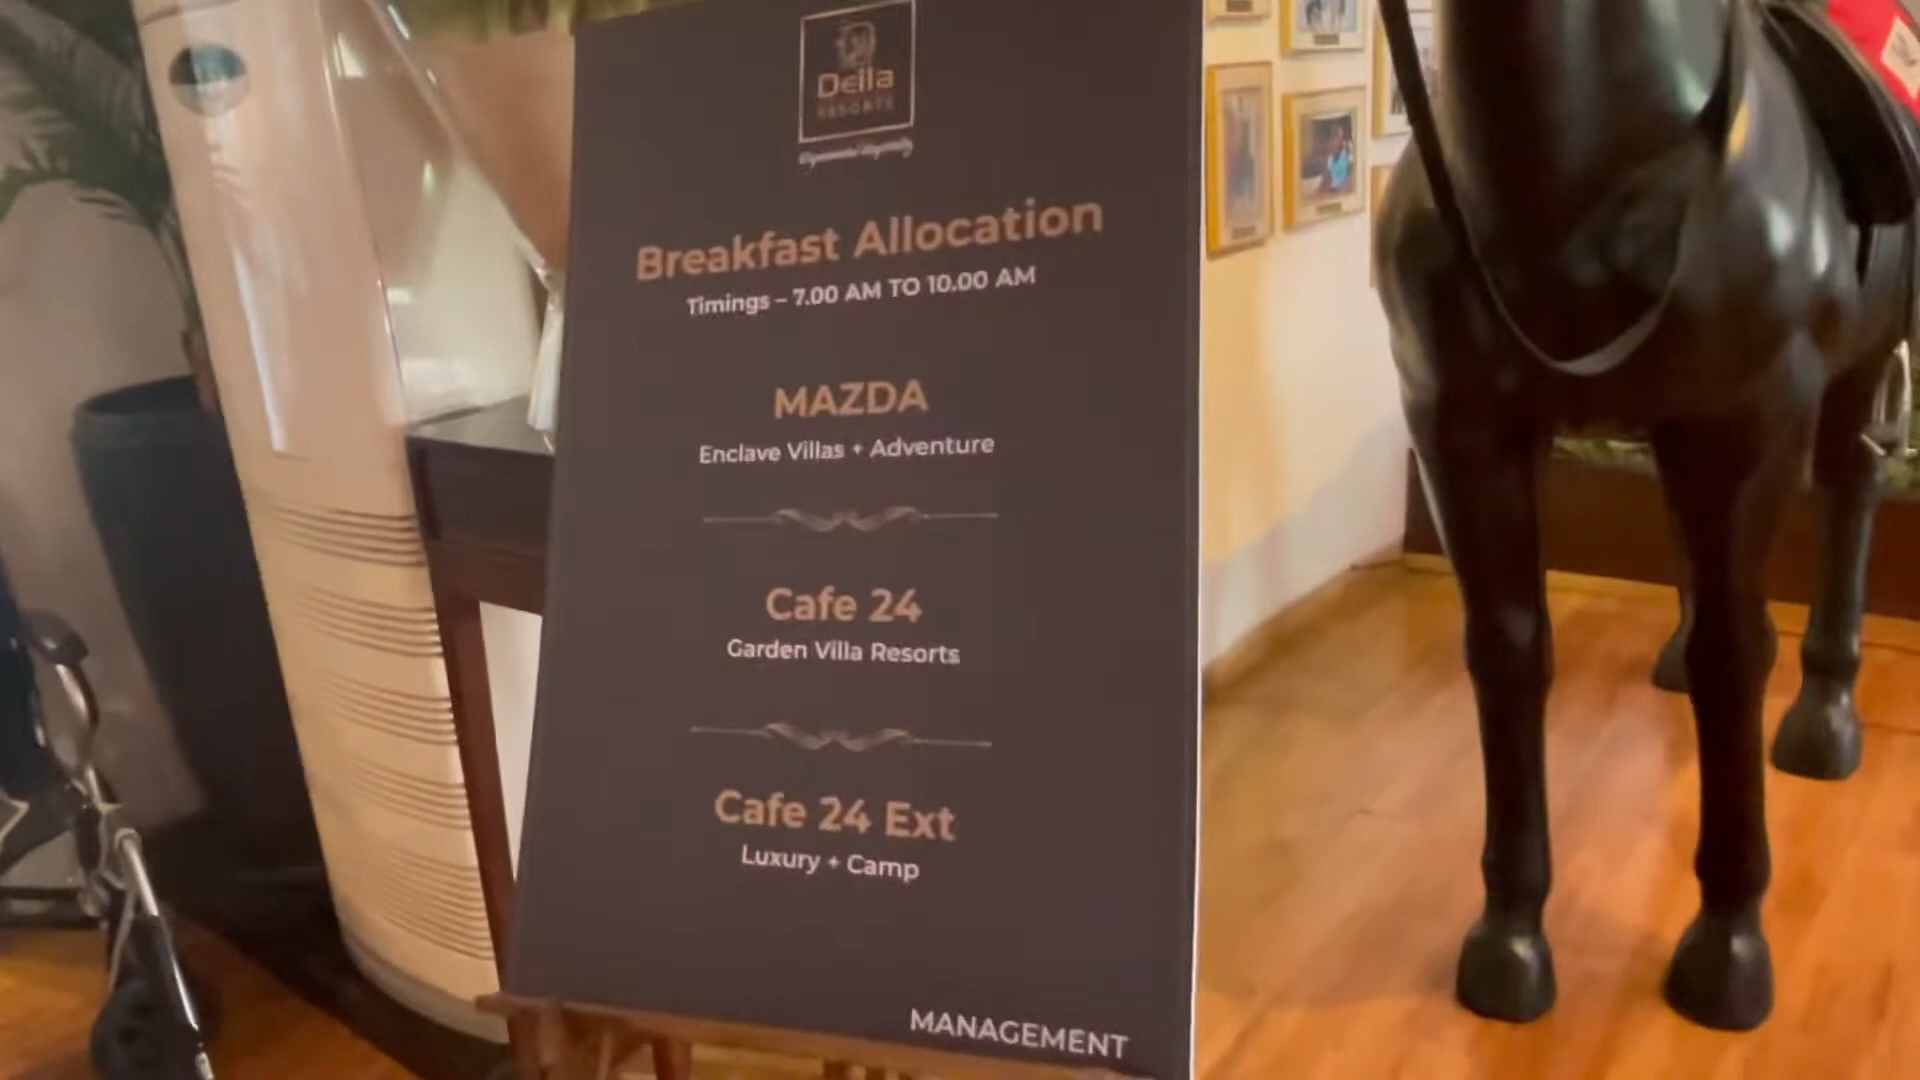 Della
RESORTS
Breakfast Allocation
Timings – 7.00 AM TO 10.00 AM
MAZDA
Enclave Villas + Adventure
Cafe 24
Garden Villa Resorts
Cafe 24 Ext
Luxury + Camp
MANAGEMENT